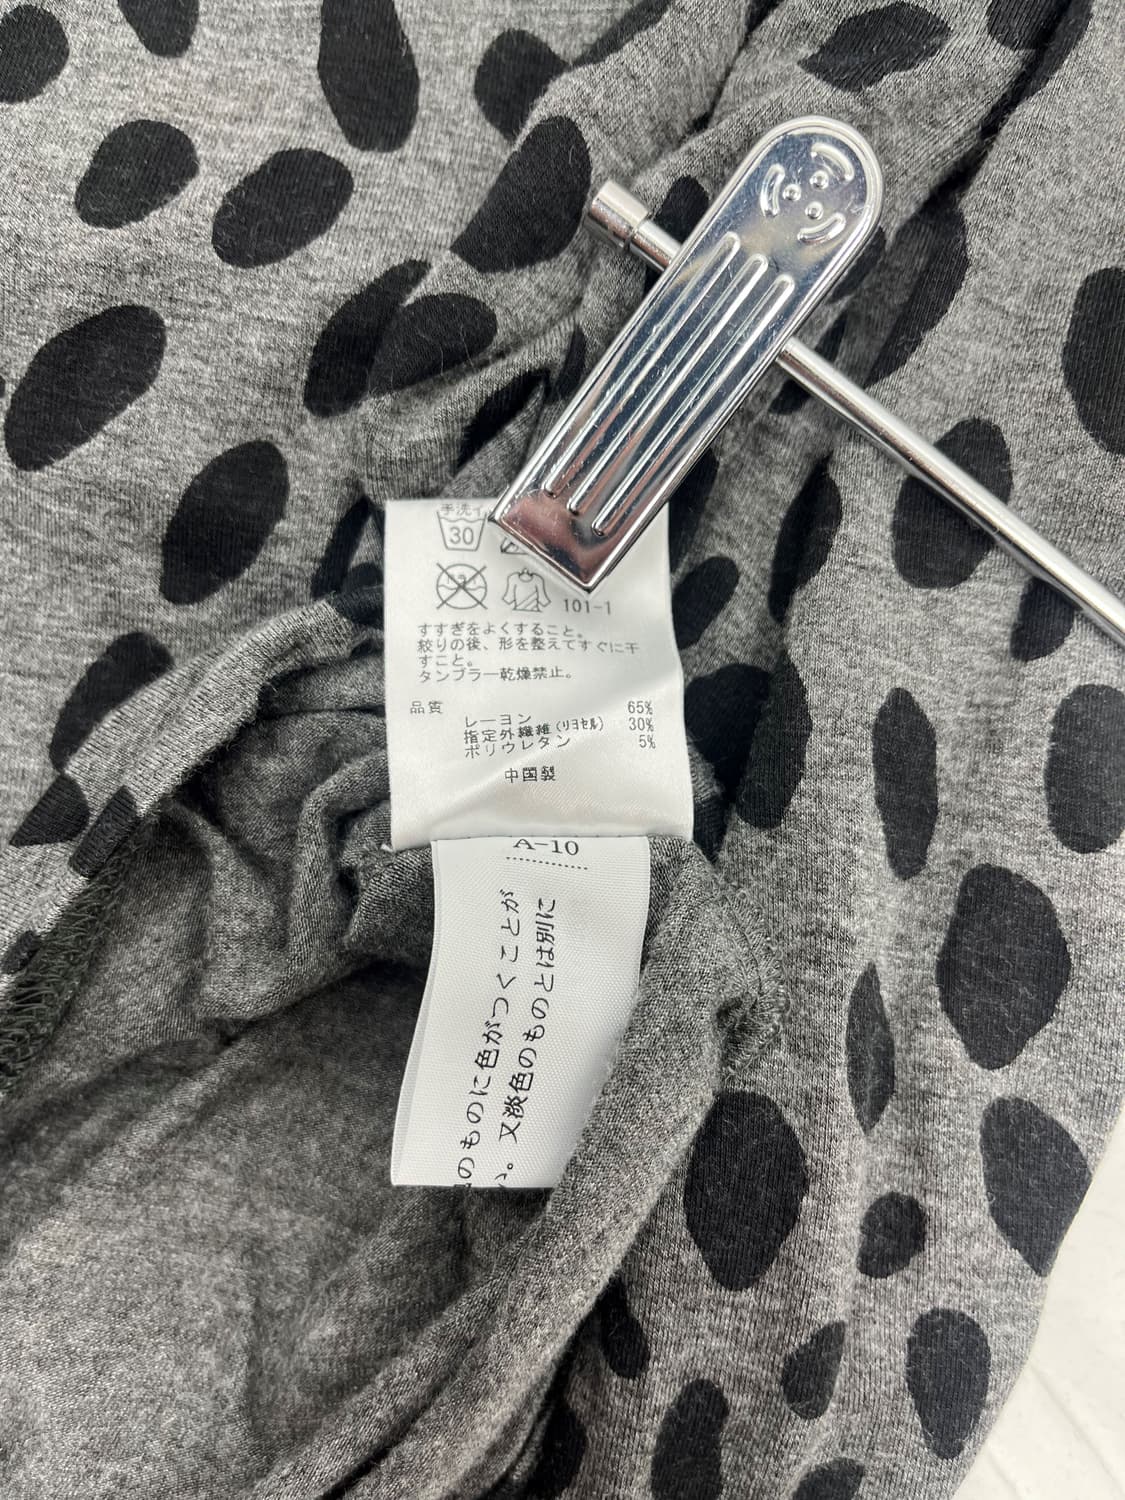 手洗イ
30
101-1
すすぎをよくすること。
絞りの後、形を整えてすぐに干
すこと。
タンブラー乾燥禁止。
品質
レーヨン 65%
指定外繊維(リヨセル) 30%
ポリウレタン 5%
中国製
A-10
のものに色がつくことが
い。又淡色のものとは別に